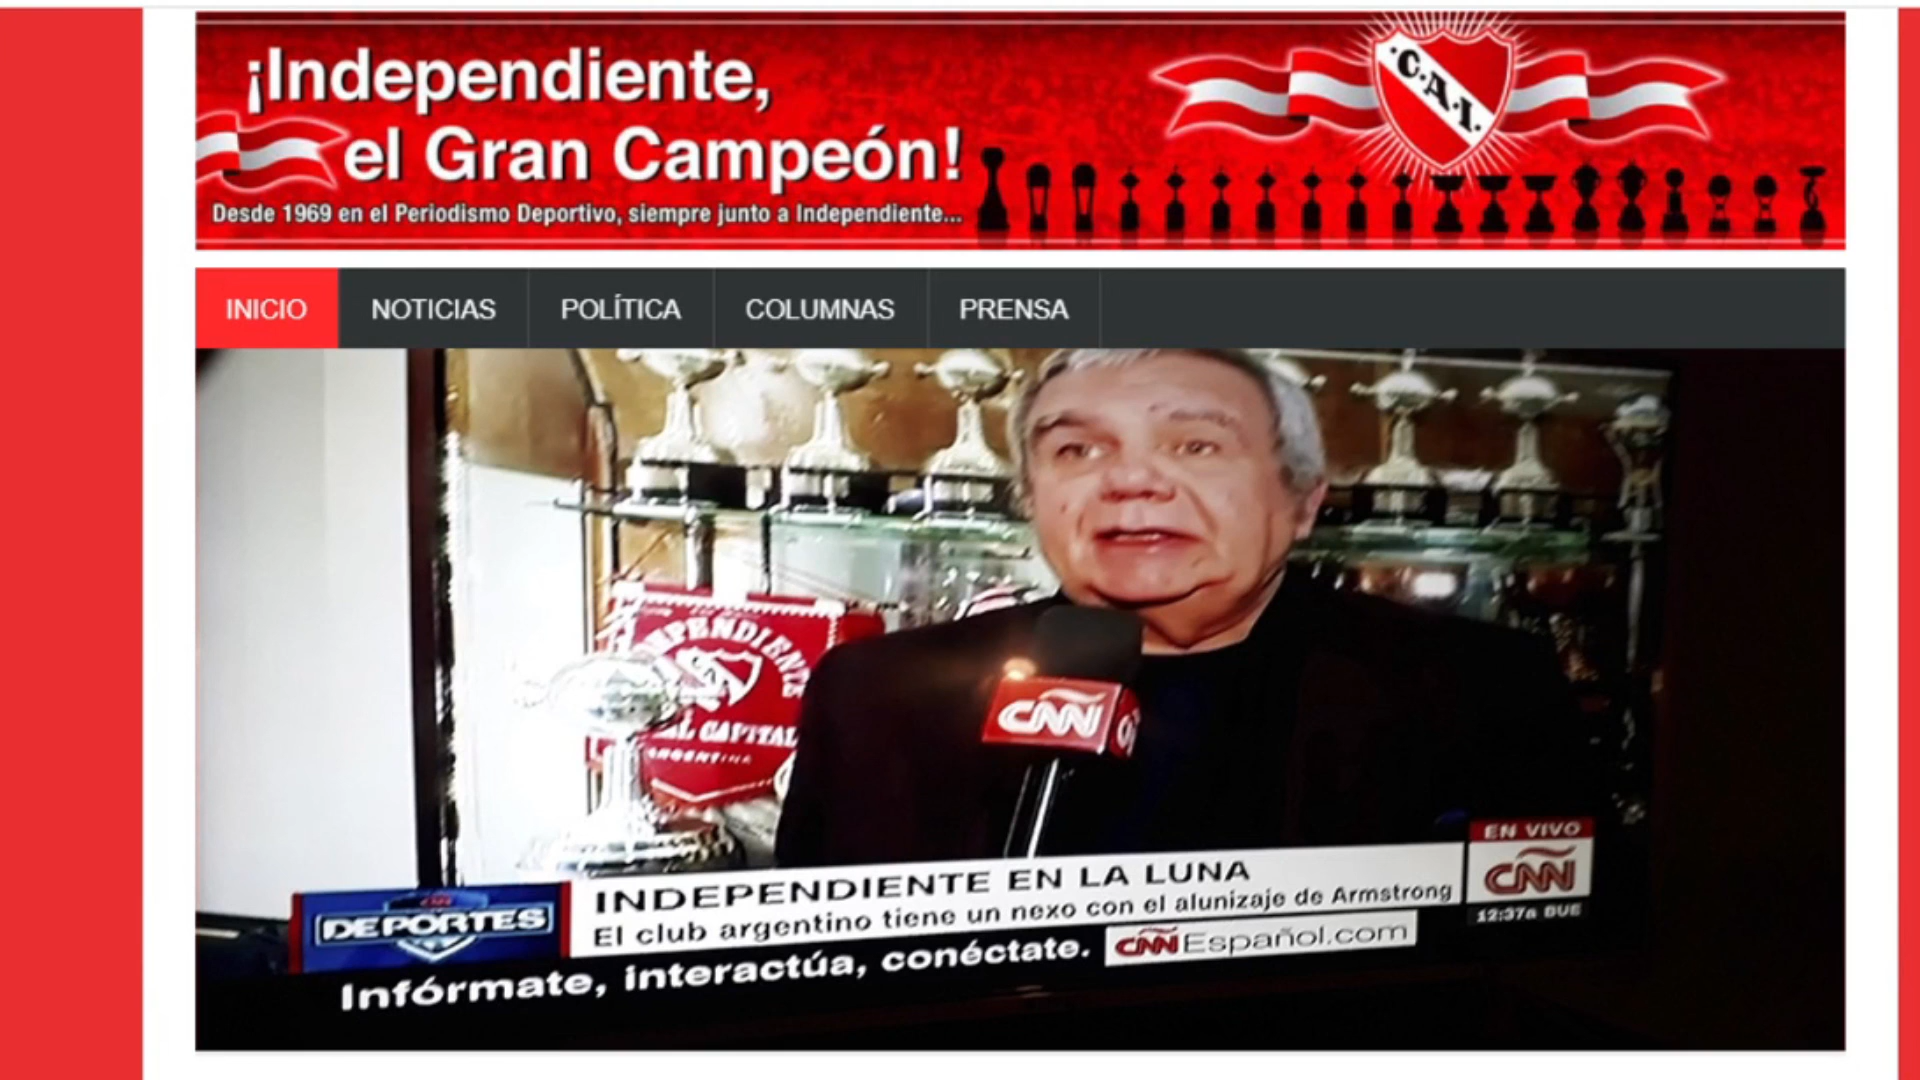 ¡Independiente,
el Gran Campeón!
Desde 1969 en el Periodismo Deportivo, siempre junto a Independiente...
C.A.I.
INICIO NOTICIAS POLÍTICA COLUMNAS PRENSA
ARGENTINA
CNN
EN VIVO
CNN
12:37a BUE
DEPORTES
INDEPENDIENTE EN LA LUNA
El club argentino tiene un nexo con el alunizaje de Armstrong
Infórmate, interactúa, conéctate. CNNEspañol.com